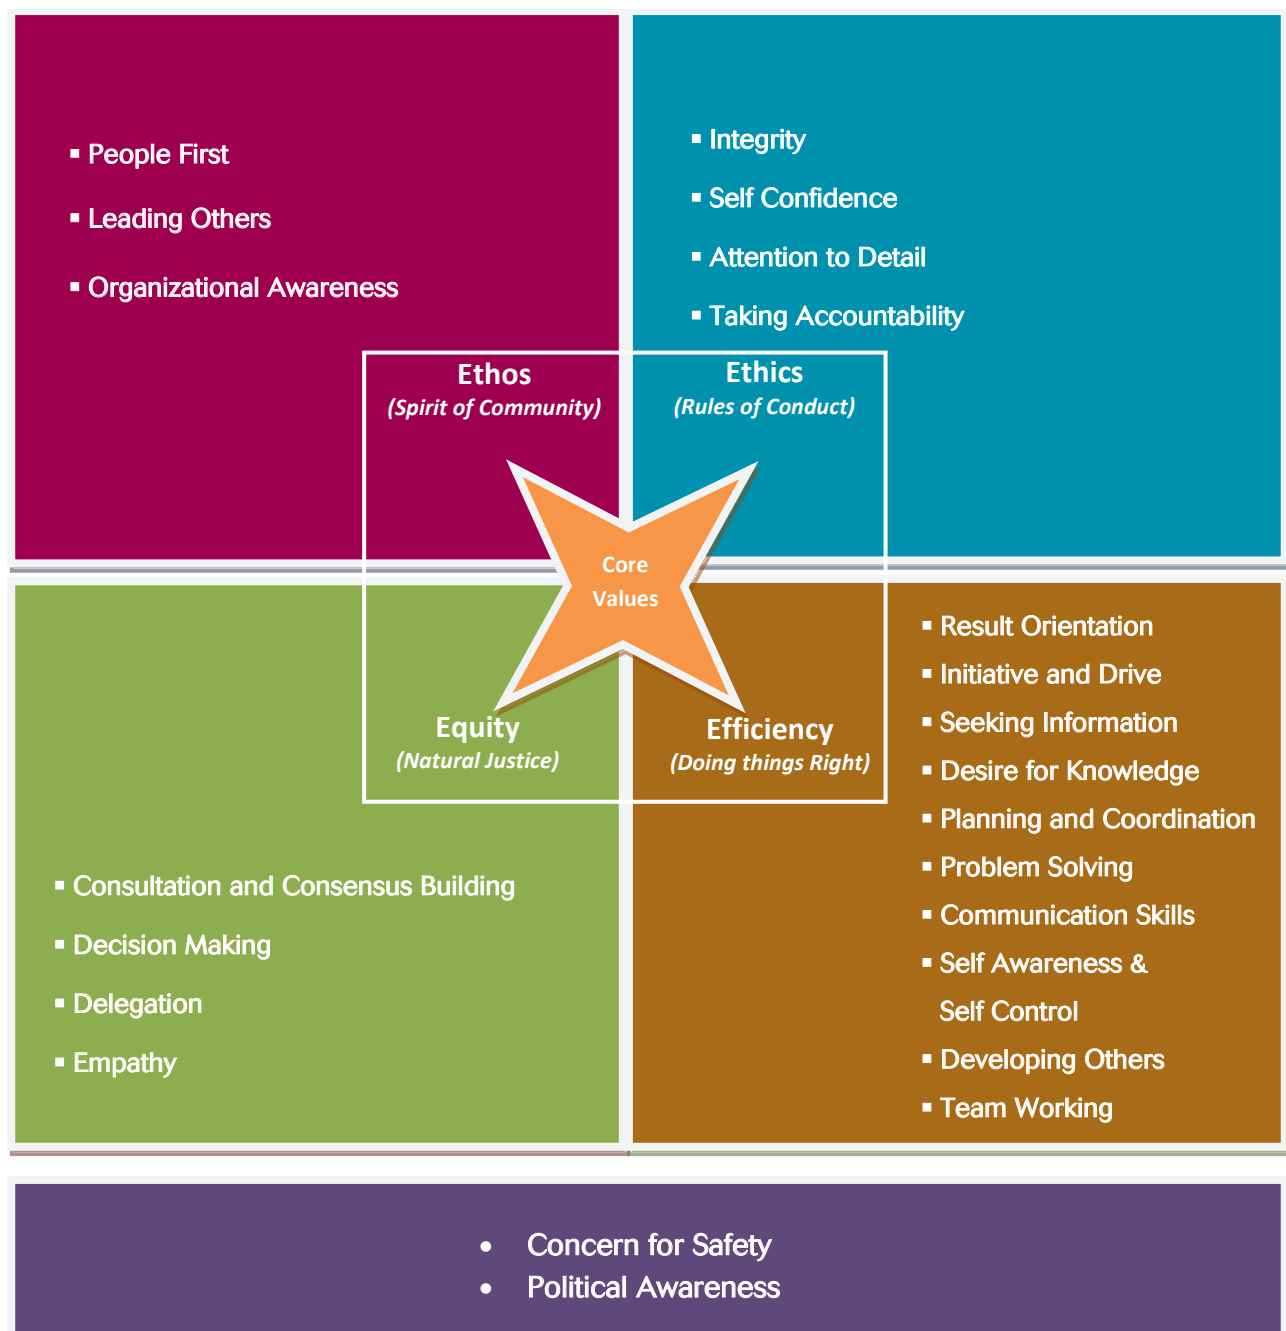 ▪ People First
▪ Leading Others
▪ Organizational Awareness
▪ Integrity
▪ Self Confidence
▪ Attention to Detail
▪ Taking Accountability
Ethos
(Spirit of Community)
Ethics
(Rules of Conduct)
Core
Values
Equity
(Natural Justice)
Efficiency
(Doing things Right)
▪ Consultation and Consensus Building
▪ Decision Making
▪ Delegation
▪ Empathy
▪ Result Orientation
▪ Initiative and Drive
▪ Seeking Information
▪ Desire for Knowledge
▪ Planning and Coordination
▪ Problem Solving
▪ Communication Skills
▪ Self Awareness &
Self Control
▪ Developing Others
▪ Team Working
• Concern for Safety
• Political Awareness